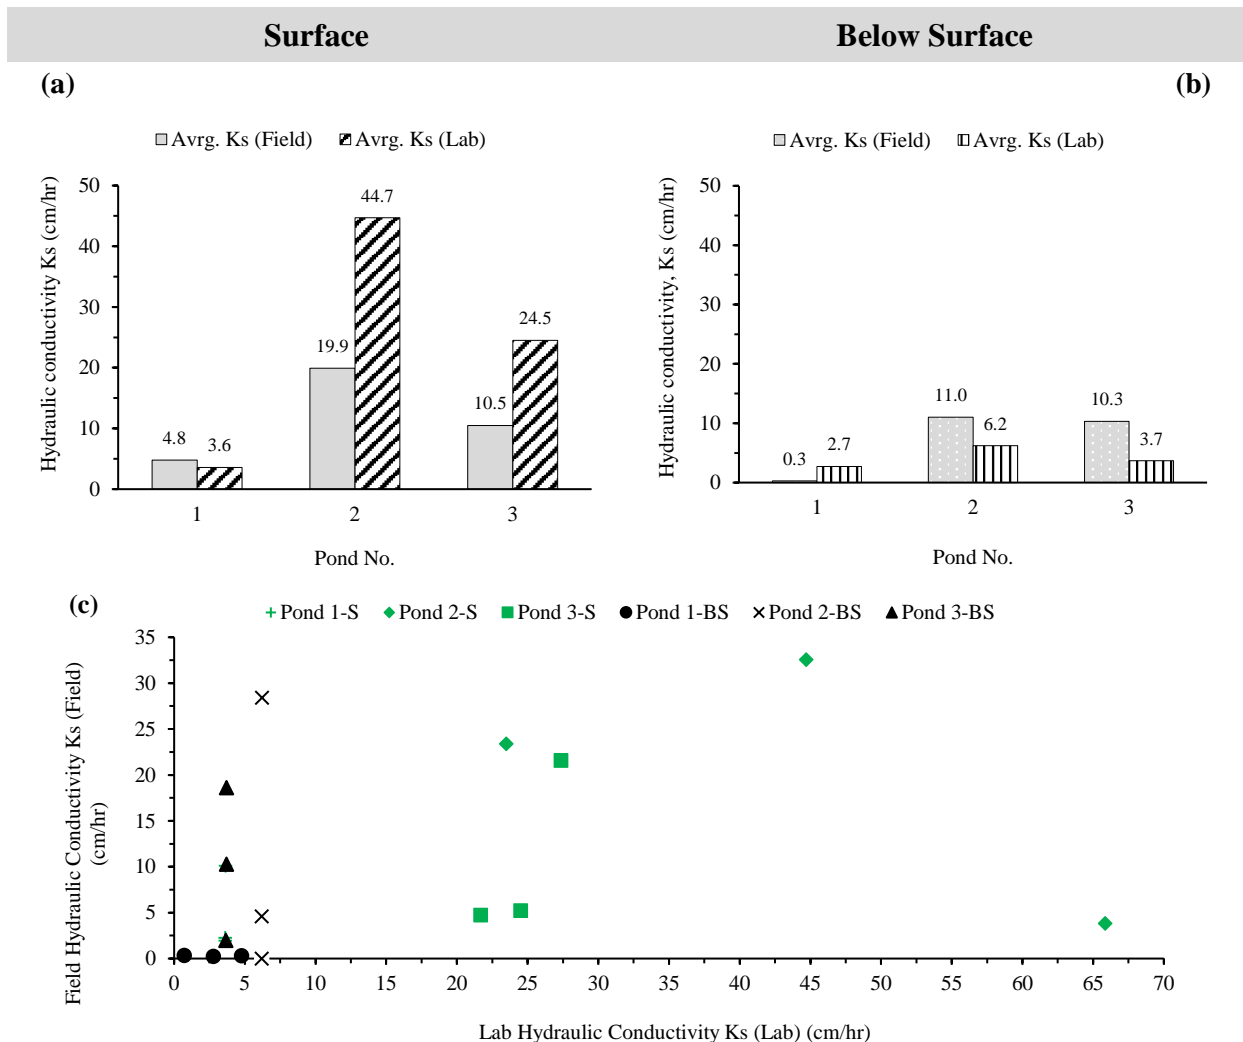 Surface
Below Surface
(a)
(b)
Avrg. Ks (Field)
Avrg. Ks (Lab)
Hydraulic conductivity Ks (cm/hr)
50
40
30
20
10
0
4.8
3.6
19.9
44.7
10.5
24.5
1
2
3
Pond No.
Avrg. Ks (Field)
Avrg. Ks (Lab)
Hydraulic conductivity, Ks (cm/hr)
50
40
30
20
10
0
0.3
2.7
11.0
6.2
10.3
3.7
1
2
3
Pond No.
(c)
Pond 1-S
Pond 2-S
Pond 3-S
Pond 1-BS
Pond 2-BS
Pond 3-BS
Field Hydraulic Conductivity Ks (Field)
(cm/hr)
35
30
25
20
15
10
5
0
0
5
10
15
20
25
30
35
40
45
50
55
60
65
70
Lab Hydraulic Conductivity Ks (Lab) (cm/hr)